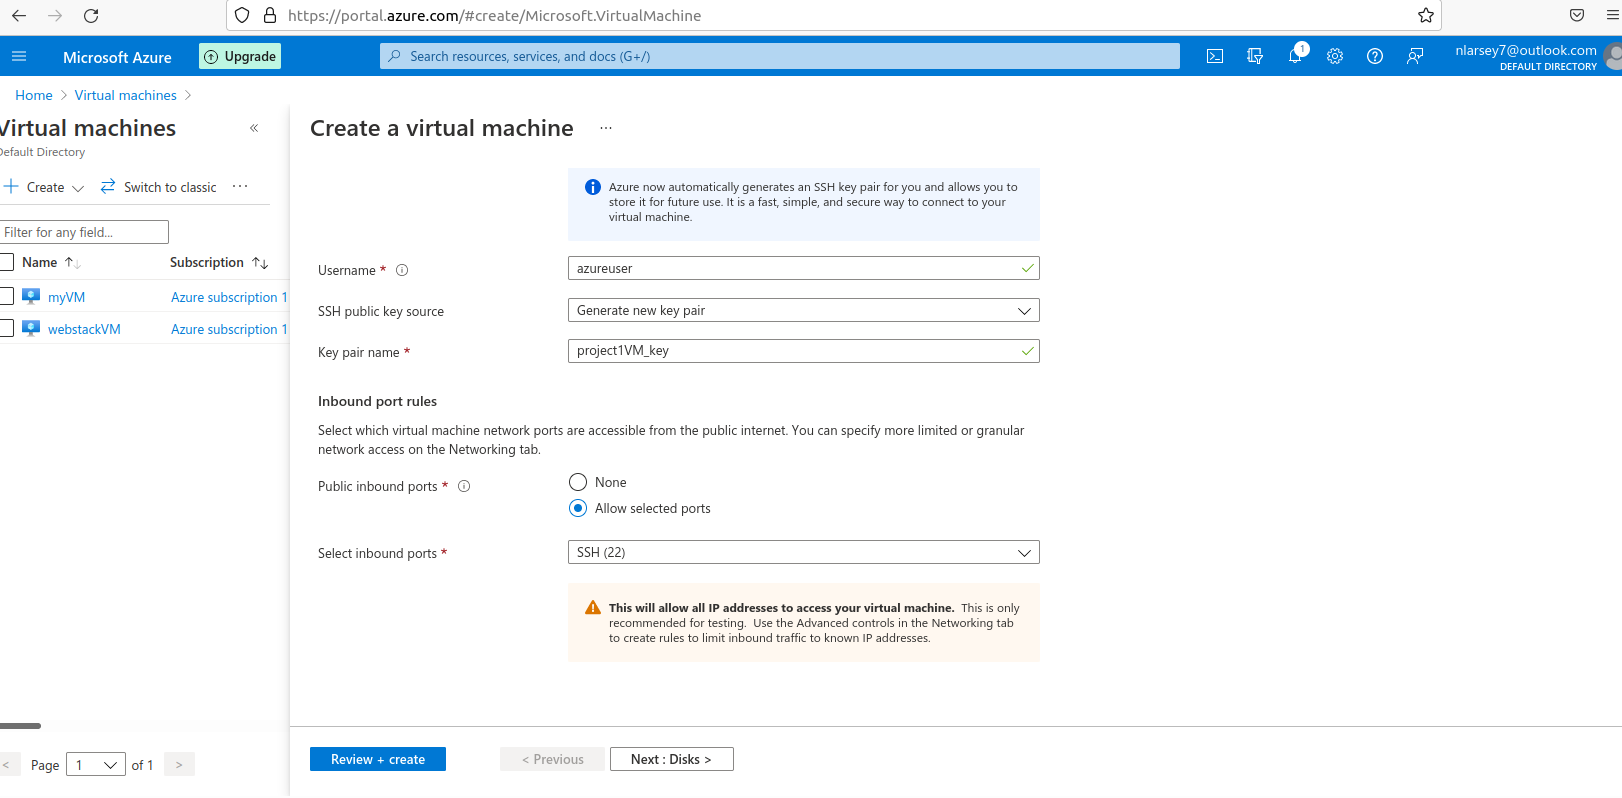 https://portal.azure.com/#create/Microsoft.VirtualMachine
Microsoft Azure
Upgrade
Search resources, services, and docs (G+/)
1
nlarsey7@outlook.com
DEFAULT DIRECTORY
Home > Virtual machines >
Virtual machines
«
Default Directory
+ Create
Switch to classic
···
Filter for any field...
Name ↑↓
Subscription ↑↓
myVM
Azure subscription 1
webstackVM
Azure subscription 1
< Page 1 of 1 >
Create a virtual machine ···
Azure now automatically generates an SSH key pair for you and allows you to
store it for future use. It is a fast, simple, and secure way to connect to your
virtual machine.
Username *
azureuser
SSH public key source
Generate new key pair
Key pair name *
project1VM_key
Inbound port rules
Select which virtual machine network ports are accessible from the public internet. You can specify more limited or granular
network access on the Networking tab.
Public inbound ports *
None
Allow selected ports
Select inbound ports *
SSH (22)
This will allow all IP addresses to access your virtual machine. This is only
recommended for testing. Use the Advanced controls in the Networking tab
to create rules to limit inbound traffic to known IP addresses.
Review + create
< Previous
Next : Disks >